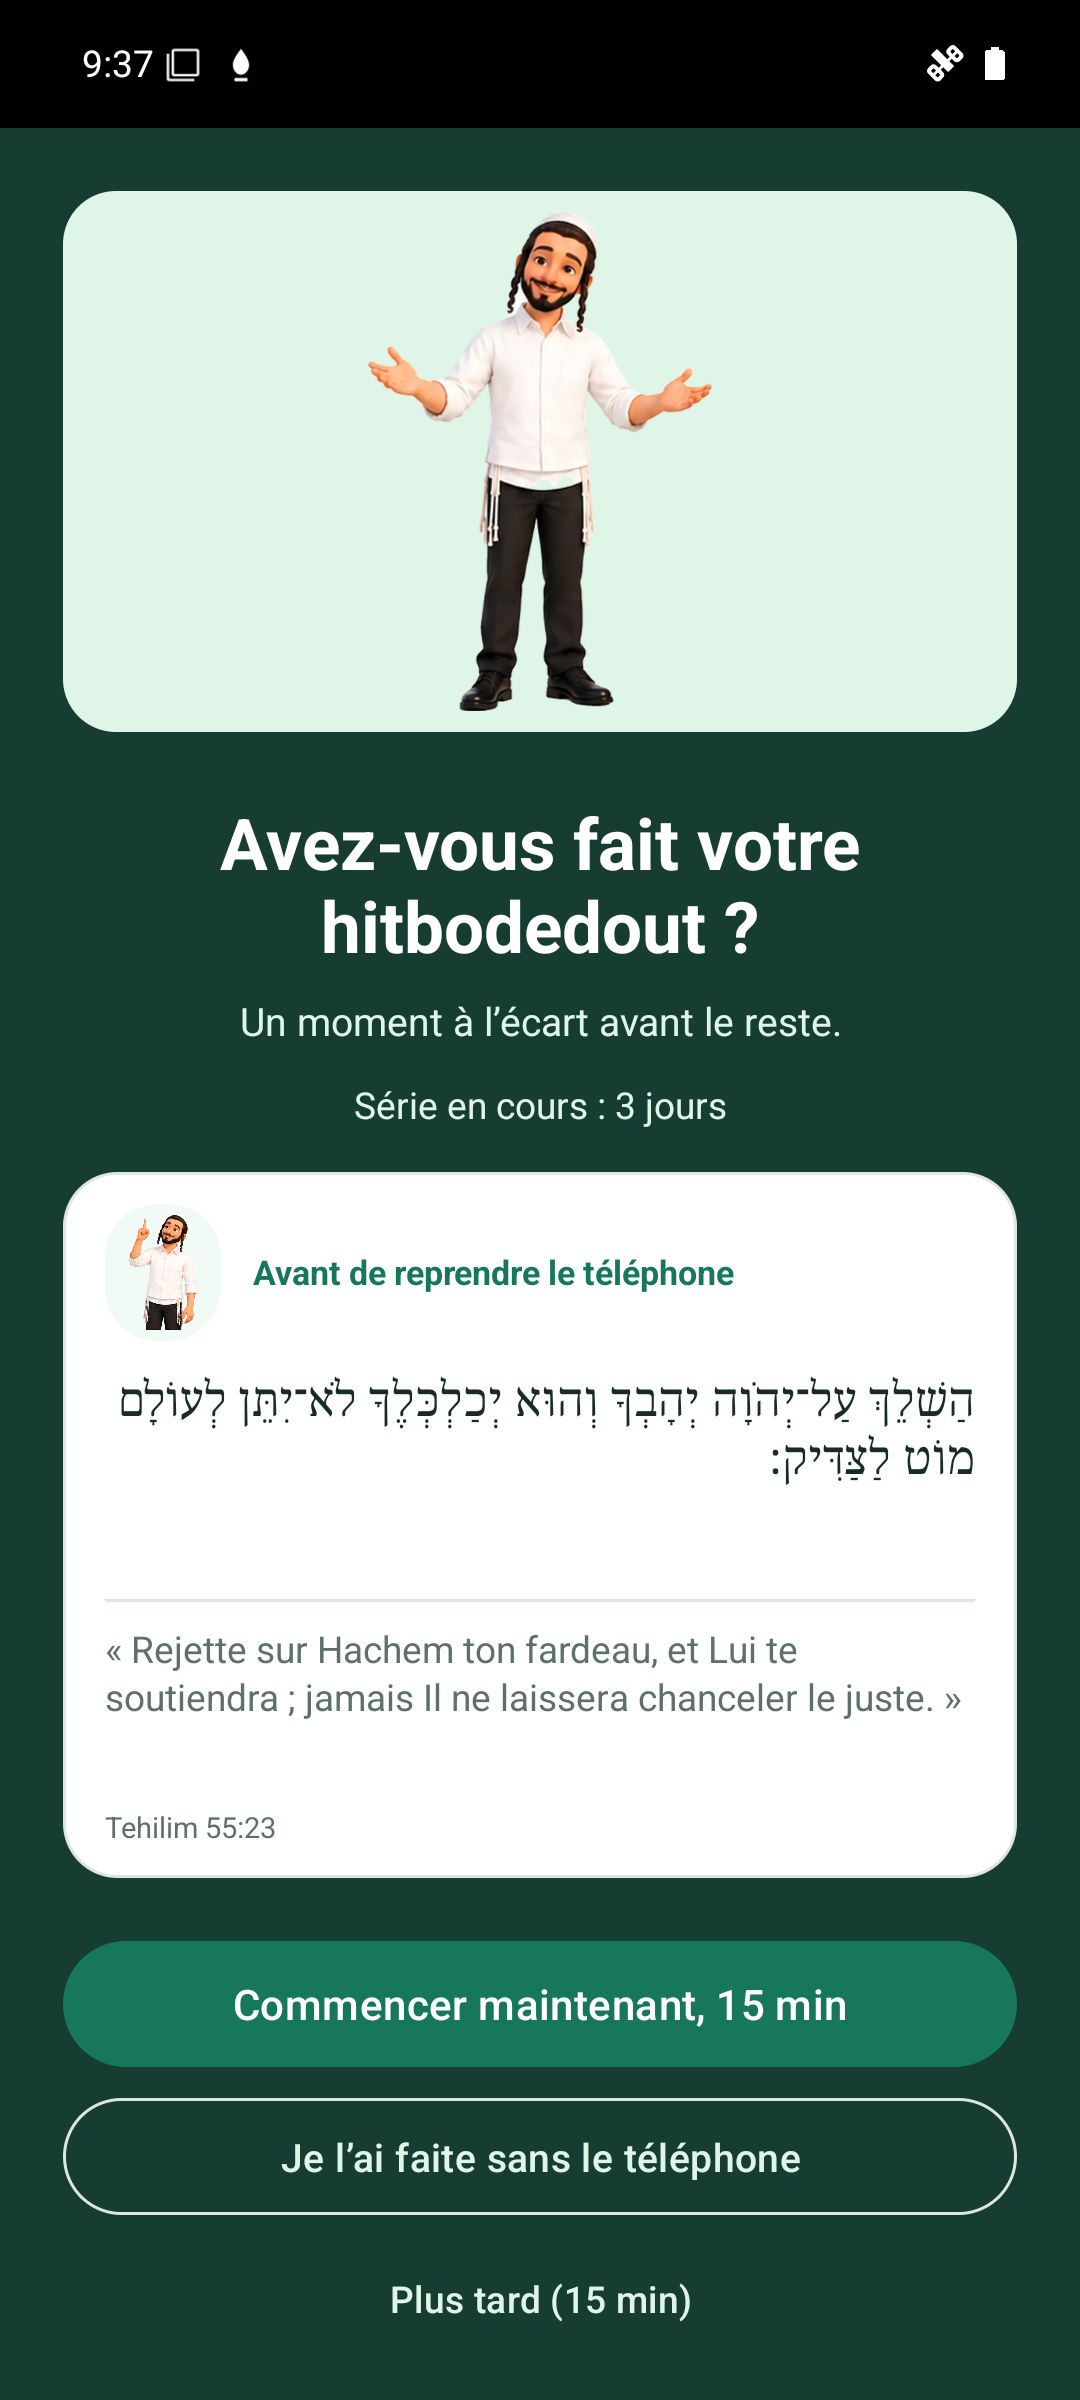 9:37
Avez-vous fait votre
hitbodedout ?
Un moment à l’écart avant le reste.
Série en cours : 3 jours
Avant de reprendre le téléphone
הַשְׁלֵךְ עַל־יְהֹוָה יְהָבְךָ וְהוּא יְכַלְכְּלֶךָ לֹא־יִתֵּן לְעוֹלָם
מוֹט לַצַּדִּיק:
« Rejette sur Hachem ton fardeau, et Lui te
soutiendra ; jamais Il ne laissera chanceler le juste. »
Tehilim 55:23
Commencer maintenant, 15 min
Je l’ai faite sans le téléphone
Plus tard (15 min)